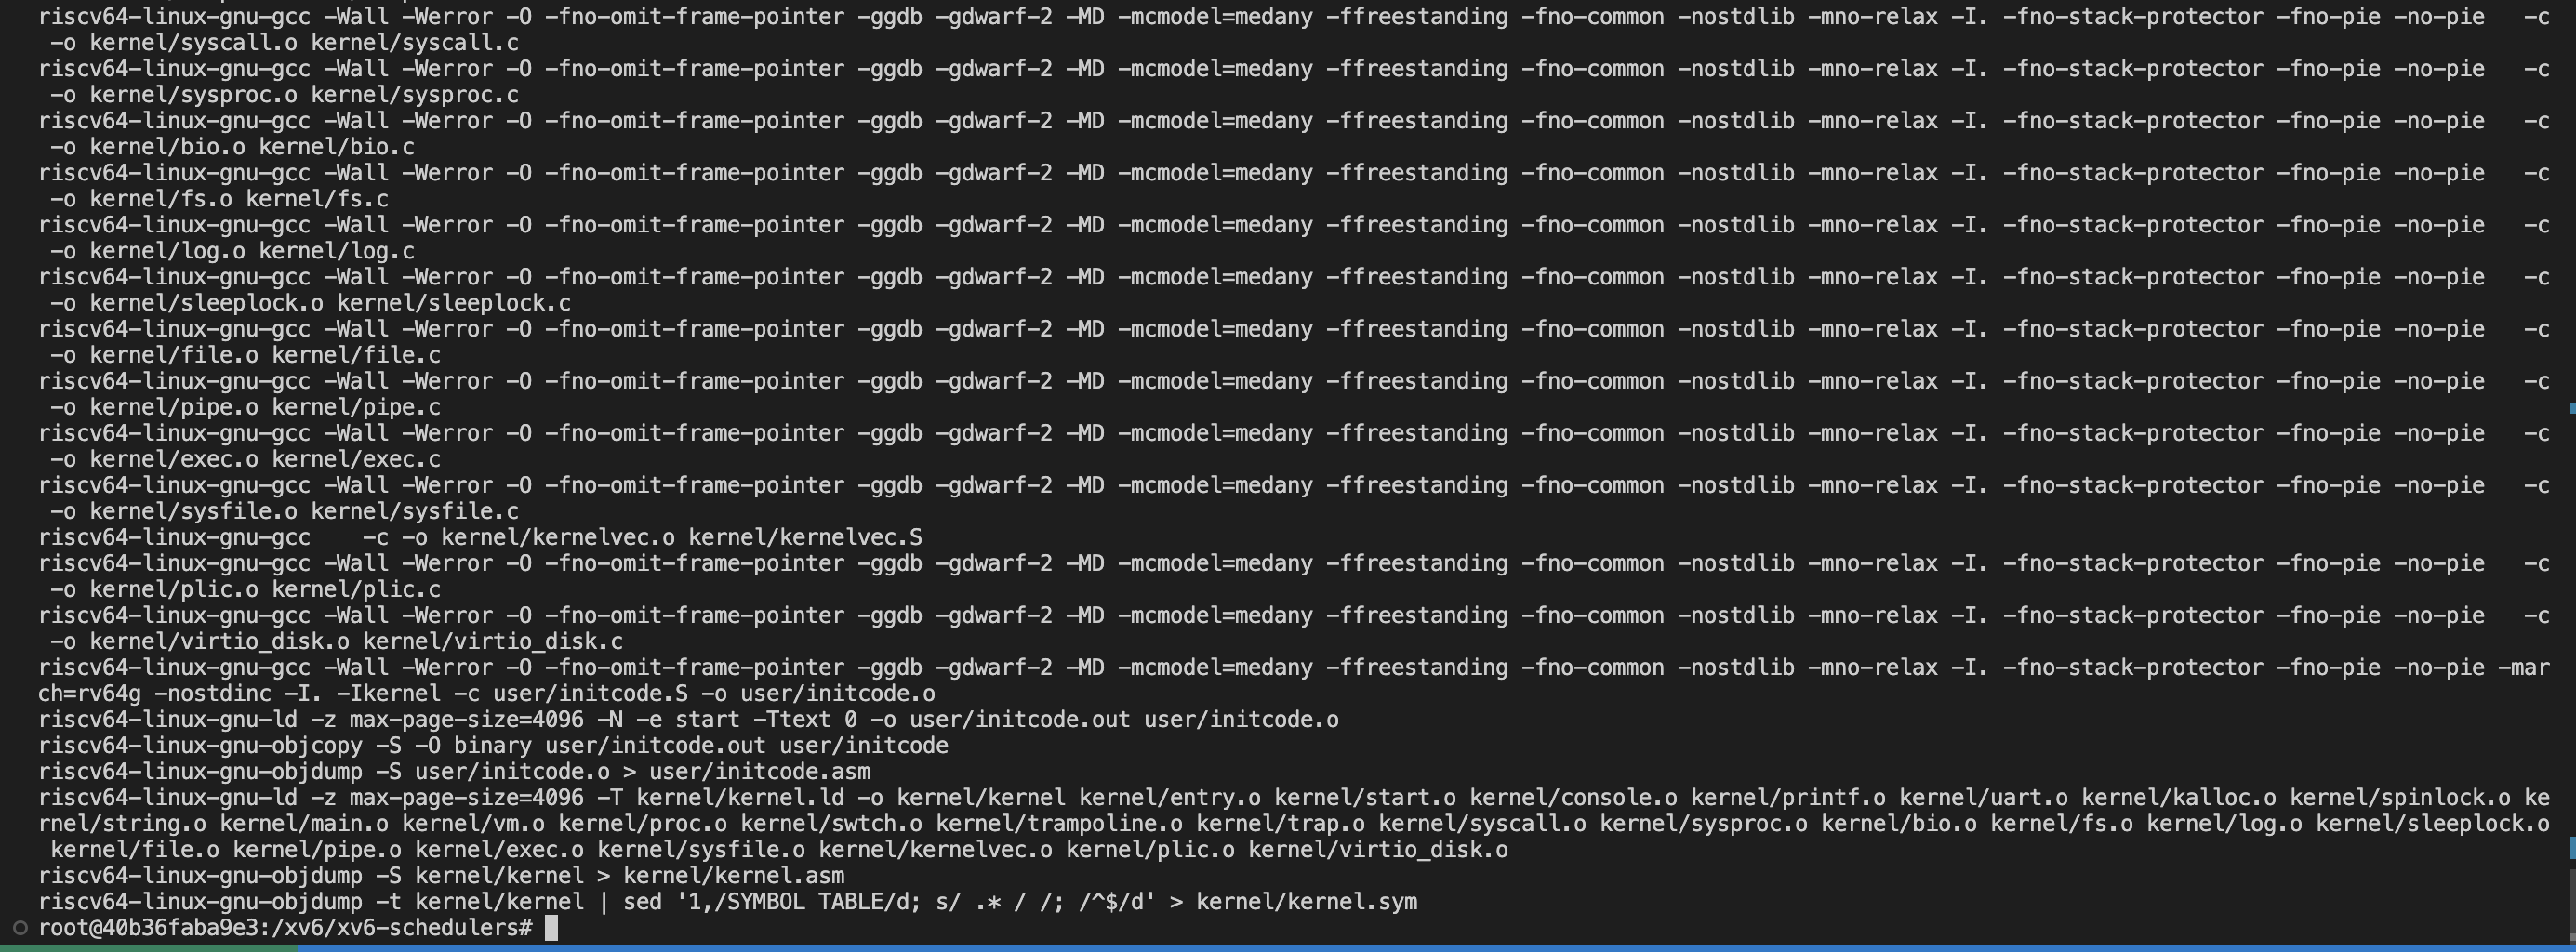 riscv64-linux-gnu-gcc -Wall -Werror -O -fno-omit-frame-pointer -ggdb -gdwarf-2 -MD -mcmodel=medany -ffreestanding -fno-common -nostdlib -mno-relax -I. -fno-stack-protector -fno-pie -no-pie   -c
 -o kernel/syscall.o kernel/syscall.c
riscv64-linux-gnu-gcc -Wall -Werror -O -fno-omit-frame-pointer -ggdb -gdwarf-2 -MD -mcmodel=medany -ffreestanding -fno-common -nostdlib -mno-relax -I. -fno-stack-protector -fno-pie -no-pie   -c
 -o kernel/sysproc.o kernel/sysproc.c
riscv64-linux-gnu-gcc -Wall -Werror -O -fno-omit-frame-pointer -ggdb -gdwarf-2 -MD -mcmodel=medany -ffreestanding -fno-common -nostdlib -mno-relax -I. -fno-stack-protector -fno-pie -no-pie   -c
 -o kernel/bio.o kernel/bio.c
riscv64-linux-gnu-gcc -Wall -Werror -O -fno-omit-frame-pointer -ggdb -gdwarf-2 -MD -mcmodel=medany -ffreestanding -fno-common -nostdlib -mno-relax -I. -fno-stack-protector -fno-pie -no-pie   -c
 -o kernel/fs.o kernel/fs.c
riscv64-linux-gnu-gcc -Wall -Werror -O -fno-omit-frame-pointer -ggdb -gdwarf-2 -MD -mcmodel=medany -ffreestanding -fno-common -nostdlib -mno-relax -I. -fno-stack-protector -fno-pie -no-pie   -c
 -o kernel/log.o kernel/log.c
riscv64-linux-gnu-gcc -Wall -Werror -O -fno-omit-frame-pointer -ggdb -gdwarf-2 -MD -mcmodel=medany -ffreestanding -fno-common -nostdlib -mno-relax -I. -fno-stack-protector -fno-pie -no-pie   -c
 -o kernel/sleeplock.o kernel/sleeplock.c
riscv64-linux-gnu-gcc -Wall -Werror -O -fno-omit-frame-pointer -ggdb -gdwarf-2 -MD -mcmodel=medany -ffreestanding -fno-common -nostdlib -mno-relax -I. -fno-stack-protector -fno-pie -no-pie   -c
 -o kernel/file.o kernel/file.c
riscv64-linux-gnu-gcc -Wall -Werror -O -fno-omit-frame-pointer -ggdb -gdwarf-2 -MD -mcmodel=medany -ffreestanding -fno-common -nostdlib -mno-relax -I. -fno-stack-protector -fno-pie -no-pie   -c
 -o kernel/pipe.o kernel/pipe.c
riscv64-linux-gnu-gcc -Wall -Werror -O -fno-omit-frame-pointer -ggdb -gdwarf-2 -MD -mcmodel=medany -ffreestanding -fno-common -nostdlib -mno-relax -I. -fno-stack-protector -fno-pie -no-pie   -c
 -o kernel/exec.o kernel/exec.c
riscv64-linux-gnu-gcc -Wall -Werror -O -fno-omit-frame-pointer -ggdb -gdwarf-2 -MD -mcmodel=medany -ffreestanding -fno-common -nostdlib -mno-relax -I. -fno-stack-protector -fno-pie -no-pie   -c
 -o kernel/sysfile.o kernel/sysfile.c
riscv64-linux-gnu-gcc    -c -o kernel/kernelvec.o kernel/kernelvec.S
riscv64-linux-gnu-gcc -Wall -Werror -O -fno-omit-frame-pointer -ggdb -gdwarf-2 -MD -mcmodel=medany -ffreestanding -fno-common -nostdlib -mno-relax -I. -fno-stack-protector -fno-pie -no-pie   -c
 -o kernel/plic.o kernel/plic.c
riscv64-linux-gnu-gcc -Wall -Werror -O -fno-omit-frame-pointer -ggdb -gdwarf-2 -MD -mcmodel=medany -ffreestanding -fno-common -nostdlib -mno-relax -I. -fno-stack-protector -fno-pie -no-pie   -c
 -o kernel/virtio_disk.o kernel/virtio_disk.c
riscv64-linux-gnu-gcc -Wall -Werror -O -fno-omit-frame-pointer -ggdb -gdwarf-2 -MD -mcmodel=medany -ffreestanding -fno-common -nostdlib -mno-relax -I. -fno-stack-protector -fno-pie -no-pie -mar
ch=rv64g -nostdinc -I. -Ikernel -c user/initcode.S -o user/initcode.o
riscv64-linux-gnu-ld -z max-page-size=4096 -N -e start -Ttext 0 -o user/initcode.out user/initcode.o
riscv64-linux-gnu-objcopy -S -O binary user/initcode.out user/initcode
riscv64-linux-gnu-objdump -S user/initcode.o > user/initcode.asm
riscv64-linux-gnu-ld -z max-page-size=4096 -T kernel/kernel.ld -o kernel/kernel kernel/entry.o kernel/start.o kernel/console.o kernel/printf.o kernel/uart.o kernel/kalloc.o kernel/spinlock.o ke
rnel/string.o kernel/main.o kernel/vm.o kernel/proc.o kernel/swtch.o kernel/trampoline.o kernel/trap.o kernel/syscall.o kernel/sysproc.o kernel/bio.o kernel/fs.o kernel/log.o kernel/sleeplock.o
 kernel/file.o kernel/pipe.o kernel/exec.o kernel/sysfile.o kernel/kernelvec.o kernel/plic.o kernel/virtio_disk.o
riscv64-linux-gnu-objdump -S kernel/kernel > kernel/kernel.asm
riscv64-linux-gnu-objdump -t kernel/kernel | sed '1,/SYMBOL TABLE/d; s/ .* / /; /^$/d' > kernel/kernel.sym
root@40b36faba9e3:/xv6/xv6-schedulers#